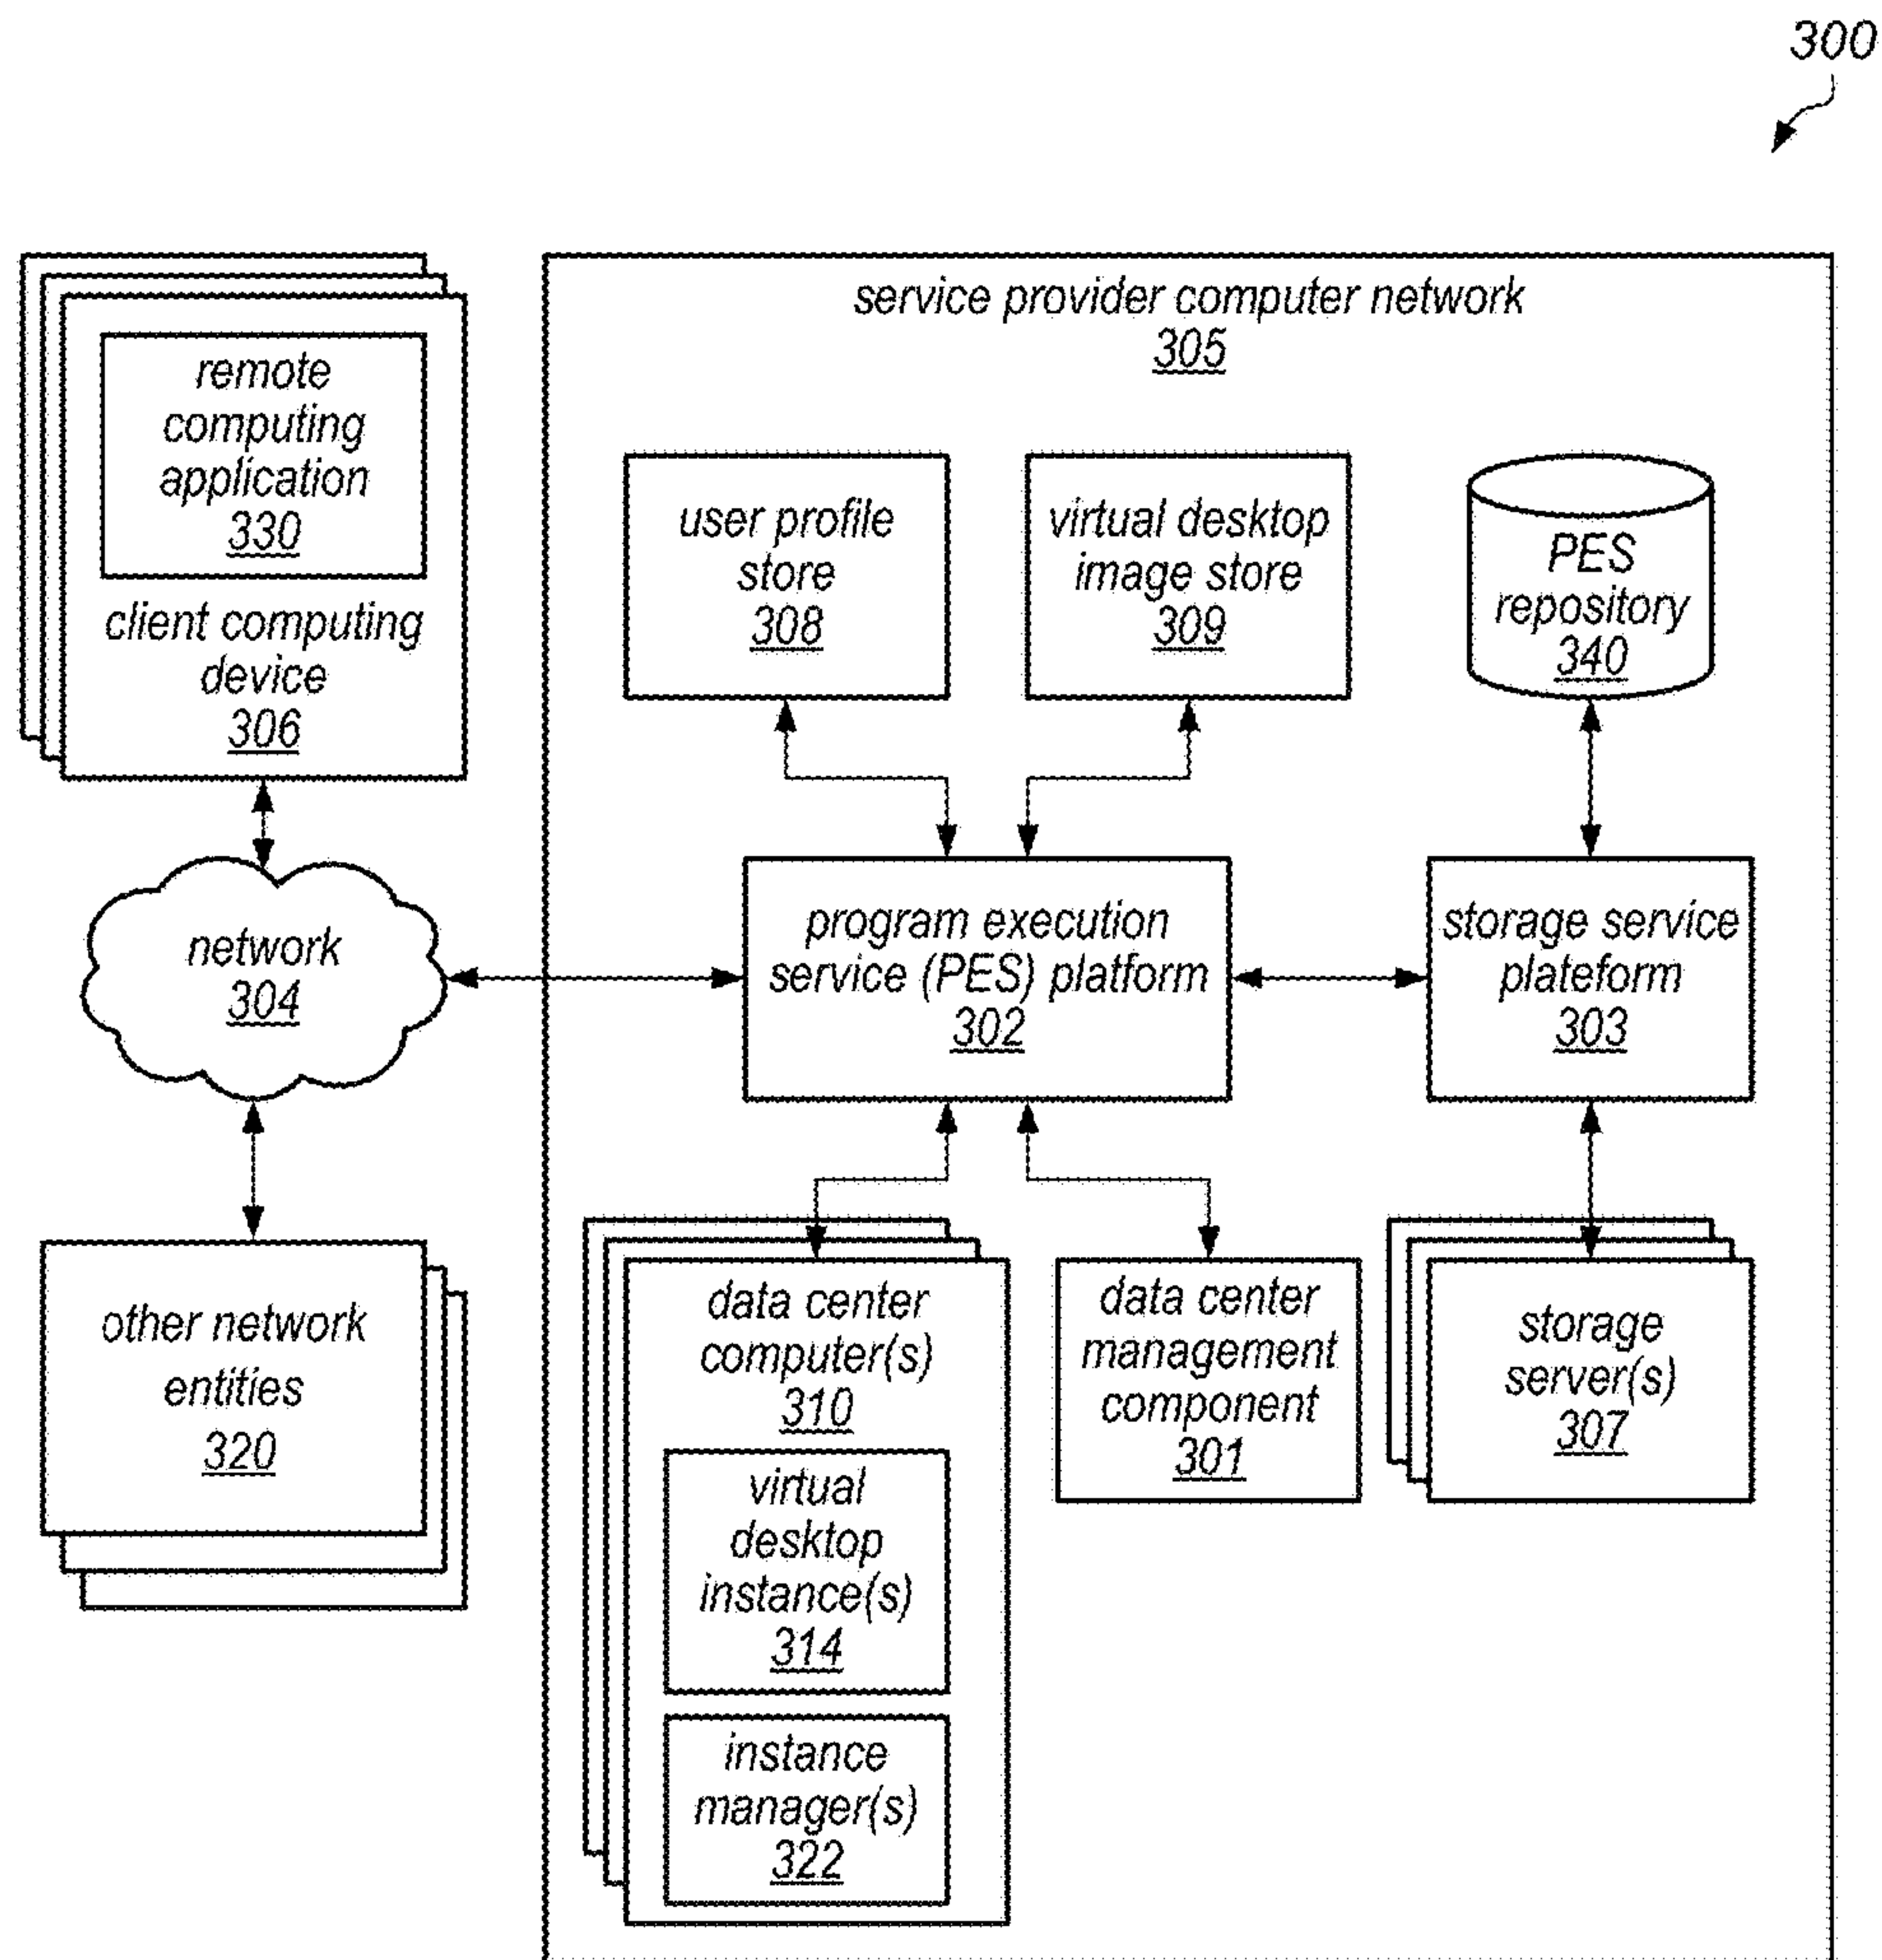 300
service provider computer network
305
remote
computing
application
330
client computing
device
306
user profile
store
308
virtual desktop
image store
309
PES
repository
340
network
304
program execution
service (PES) platform
302
storage service
plateform
303
other network
entities
320
data center
computer(s)
310
virtual
desktop
instance(s)
314
instance
manager(s)
322
data center
management
component
301
storage
server(s)
307